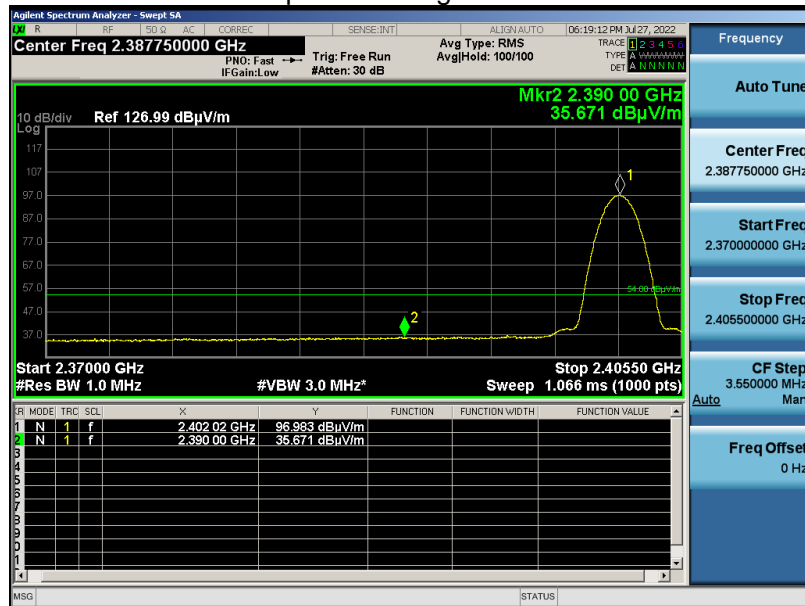 Agilent Spectrum Analyzer - Swept SA
R RF 50 Ω AC CORREC SENSE:INT ALIGN AUTO 06:19:12 PM Jul 27, 2022
Center Freq 2.387750000 GHz
PNO: Fast
IFGain:Low
Trig: Free Run
#Atten: 30 dB
Avg Type: RMS
Avg|Hold: 100/100
TRACE 1 2 3 4 5 6
TYPE A
DET A N N N N N
Mkr2 2.390 00 GHz
35.671 dBµV/m
10 dB/div Ref 126.99 dBµV/m
Log
117
107
97.0
87.0
77.0
67.0
57.0
47.0
37.0
1
54.00 dBµV/m
2
Start 2.37000 GHz Stop 2.40550 GHz
#Res BW 1.0 MHz #VBW 3.0 MHz* Sweep 1.066 ms (1000 pts)
MODE TRC SCL X Y FUNCTION FUNCTION WIDTH FUNCTION VALUE
1 N 1 f 2.402 02 GHz 96.983 dBµV/m
2 N 1 f 2.390 00 GHz 35.671 dBµV/m
3
4
5
6
7
8
9
MSG STATUS
Frequency
Auto Tune
Center Freq
2.387750000 GHz
Start Freq
2.370000000 GHz
Stop Freq
2.405500000 GHz
CF Step
3.550000 MHz
Auto Man
Freq Offset
0 Hz